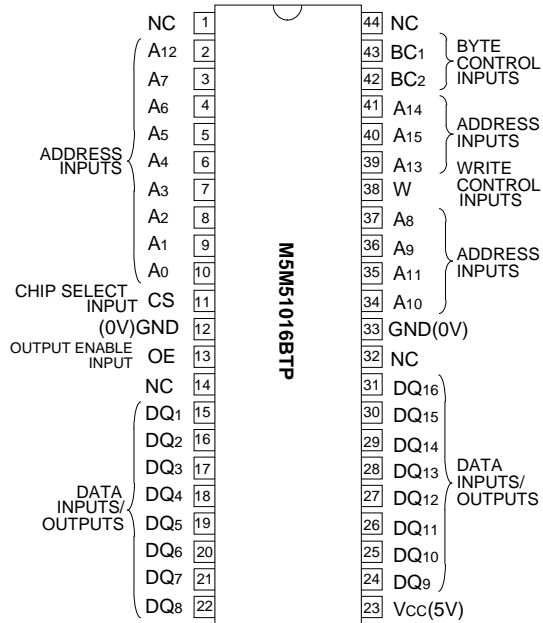 NC 1
A12 2
A7 3
A6 4
A5 5
A4 6
A3 7
A2 8
A1 9
A0 10
ADDRESS
INPUTS
CHIP SELECT
INPUT
CS 11
(0V)GND 12
OUTPUT ENABLE
INPUT
OE 13
NC 14
DQ1 15
DQ2 16
DQ3 17
DQ4 18
DQ5 19
DQ6 20
DQ7 21
DQ8 22
DATA
INPUTS/
OUTPUTS
M5M51016BTP
44 NC
43 BC1
42 BC2
BYTE
CONTROL
INPUTS
41 A14
40 A15
39 A13
ADDRESS
INPUTS
38 W
WRITE
CONTROL
INPUTS
37 A8
36 A9
35 A11
34 A10
ADDRESS
INPUTS
33 GND(0V)
32 NC
31 DQ16
30 DQ15
29 DQ14
28 DQ13
27 DQ12
26 DQ11
25 DQ10
24 DQ9
DATA
INPUTS/
OUTPUTS
23 Vcc(5V)